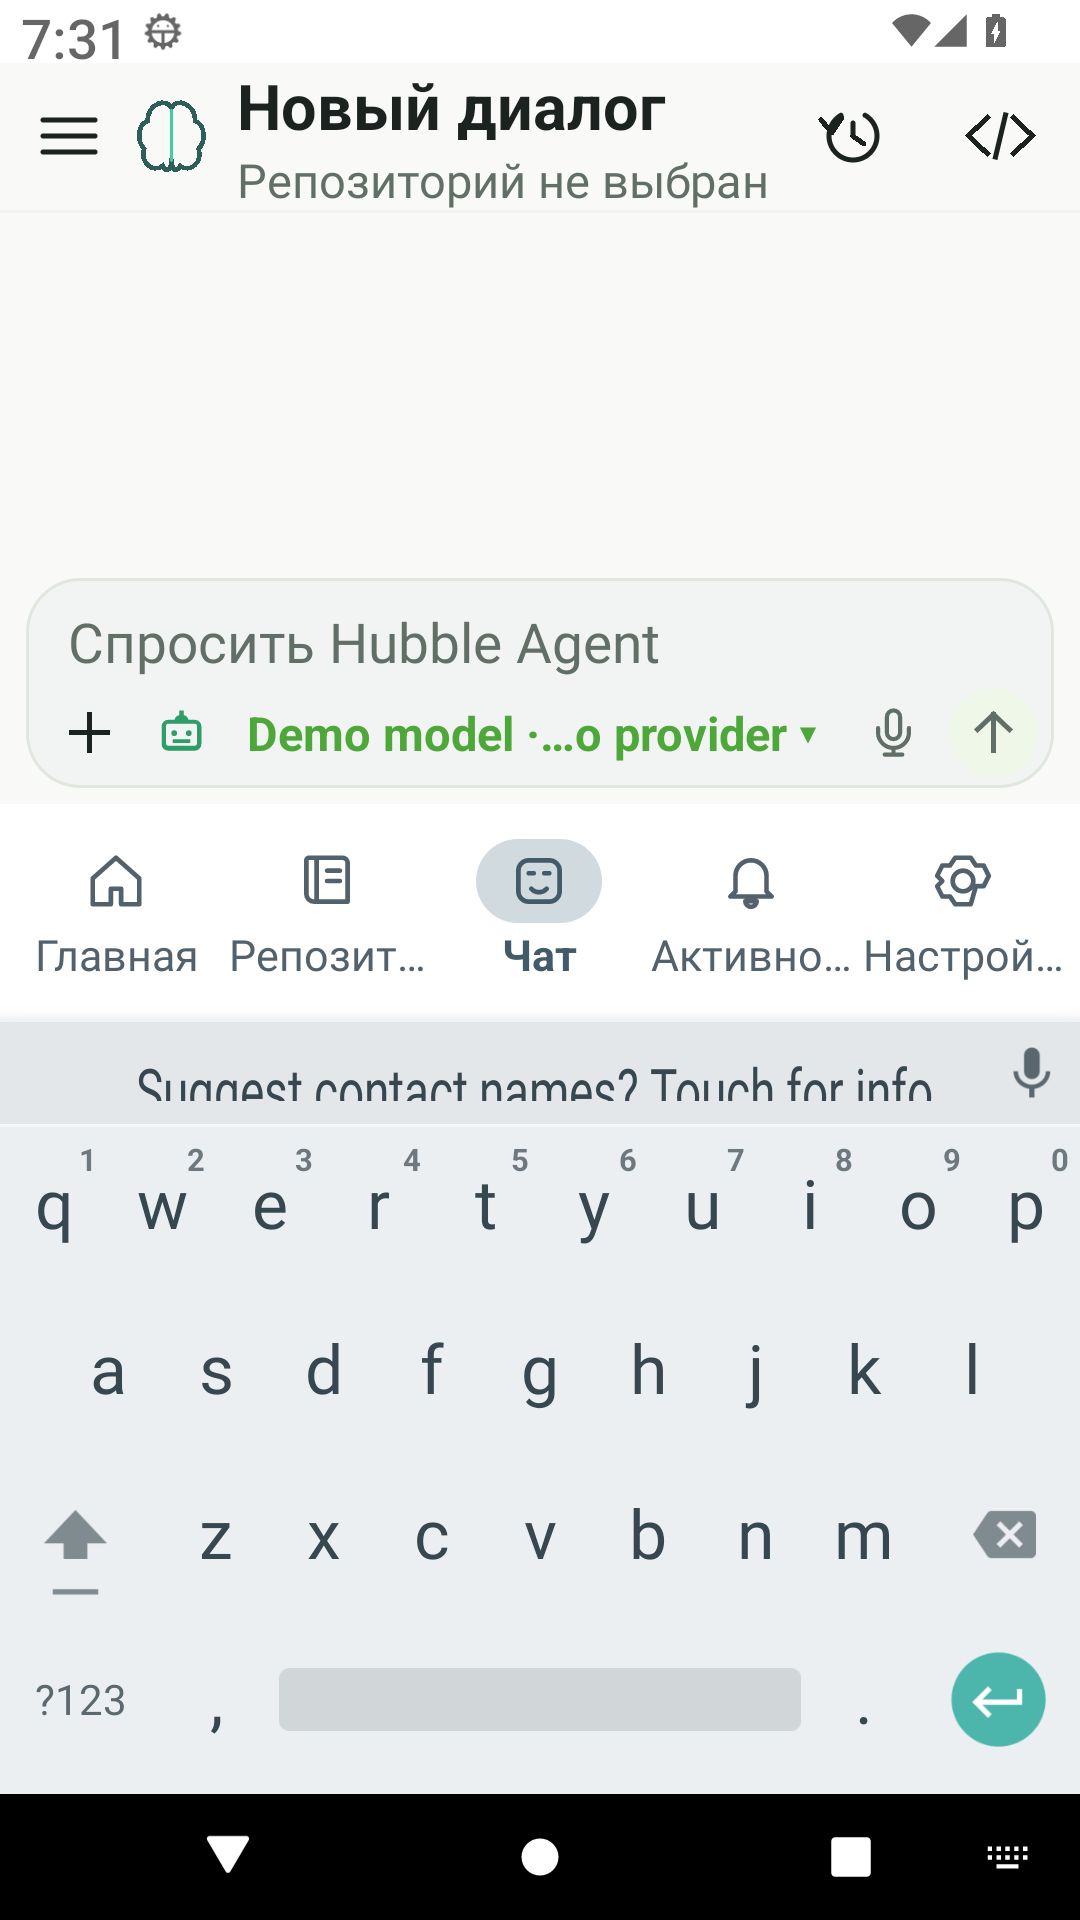 7:31
Новый диалог
Репозиторий не выбран
Спросить Hubble Agent
Demo model ·…o provider ▾
Главная Репозит… Чат Активно… Настрой…
Suggest contact names? Touch for info
1 2 3 4 5 6 7 8 9 0
q w e r t y u i o p
a s d f g h j k l
z x c v b n m
?123 , .